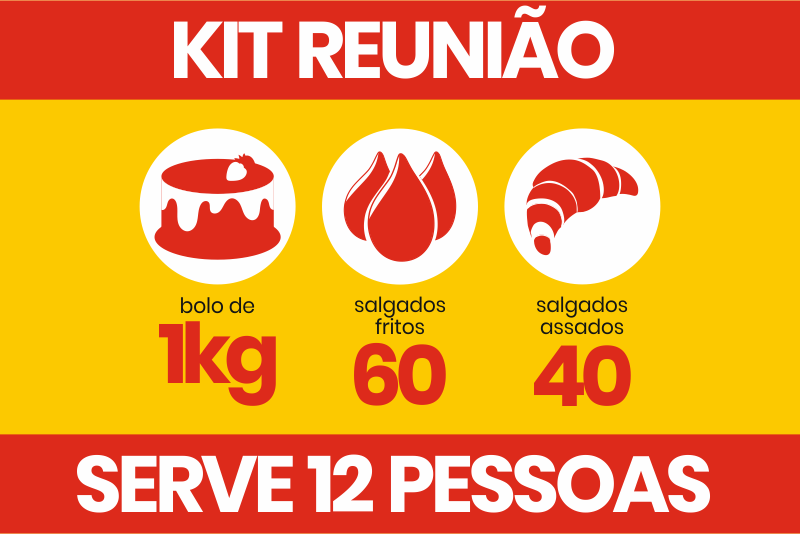 KIT REUNIÃO
bolo de
1kg
salgados
fritos
60
salgados
assados
40
SERVE 12 PESSOAS